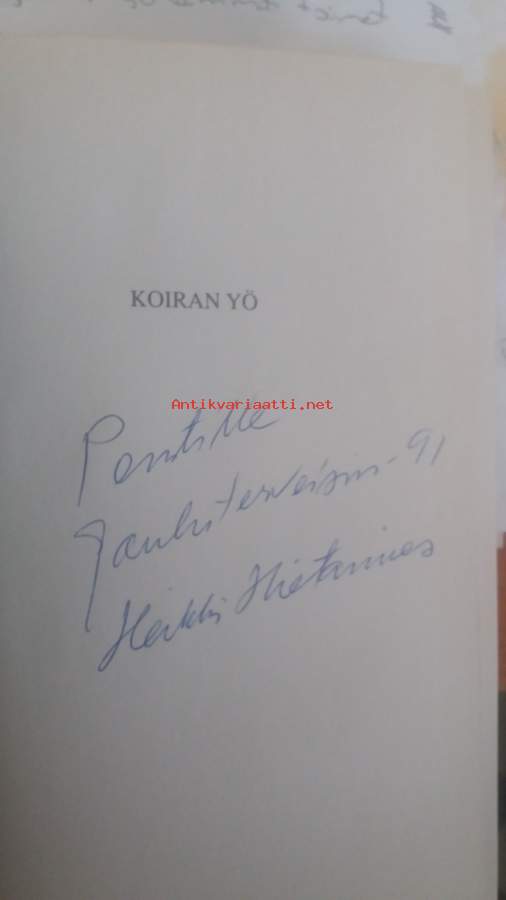 KOIRAN YÖ
Antikvariaatti.net
Pentille
Jouluterveisin -91
Heikki Hietamies